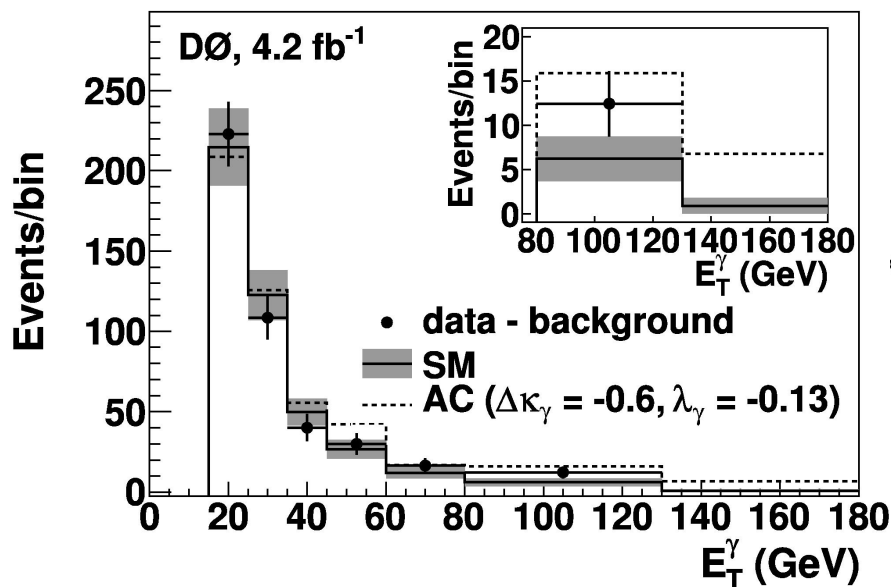 DØ, 4.2 fb⁻¹
Events/bin
250
200
150
100
50
0
0 20 40 60 80 100 120 140 160 180
E_T^γ (GeV)
Events/bin
20
15
10
5
0
80 100 120 140 160 180
E_T^γ (GeV)
data - background
SM
AC (Δκ_γ = -0.6, λ_γ = -0.13)
,